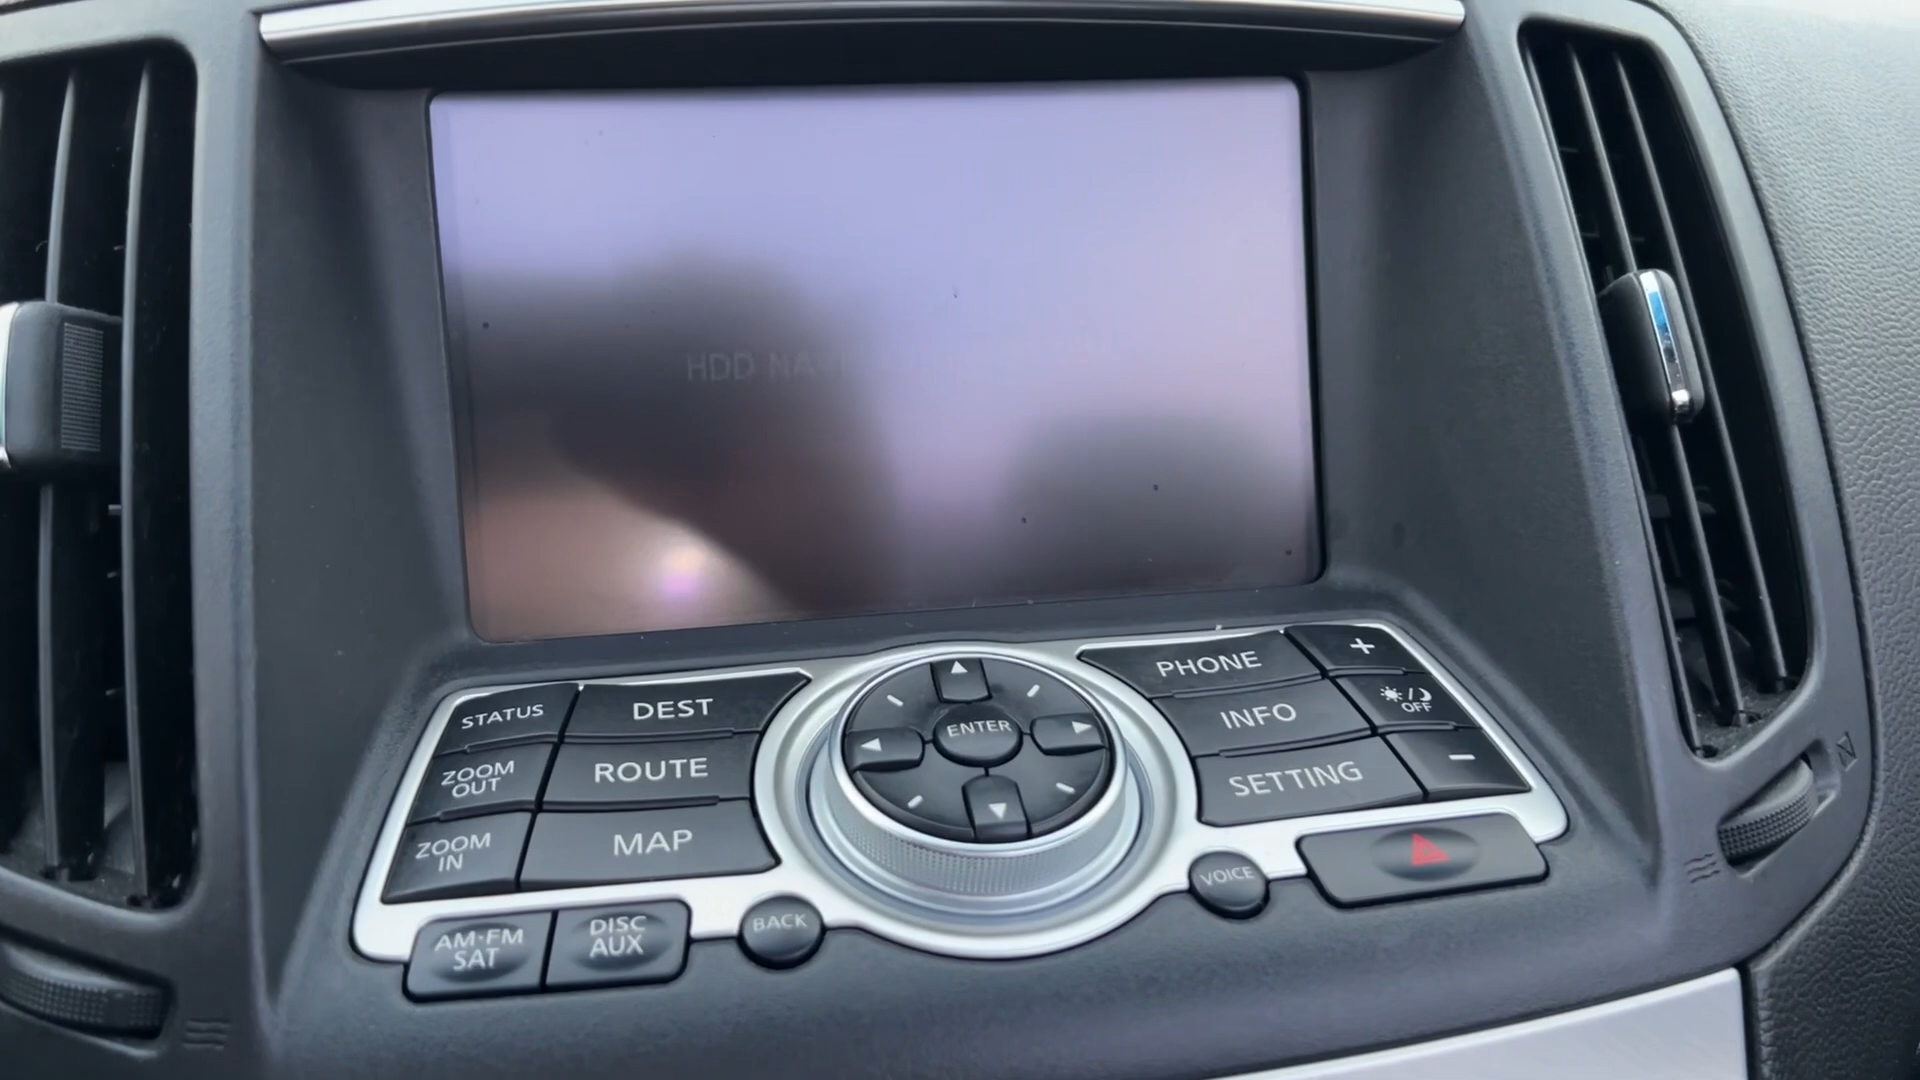 HDD NAVI
STATUS
DEST
ZOOM
OUT
ROUTE
ZOOM
IN
MAP
ENTER
PHONE
+
INFO
OFF
SETTING
-
AM·FM
SAT
DISC
AUX
BACK
VOICE